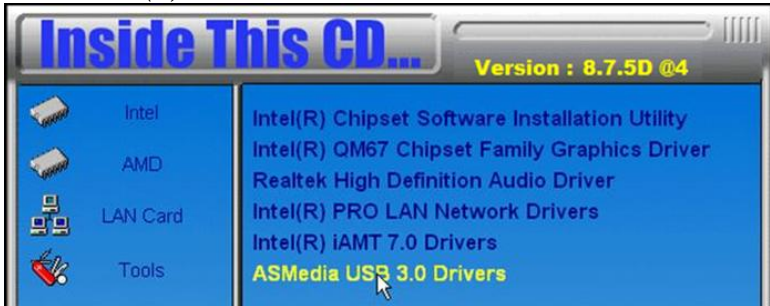 Inside This CD...
Version : 8.7.5D @4
Intel
AMD
LAN Card
Tools
Intel(R) Chipset Software Installation Utility
Intel(R) QM67 Chipset Family Graphics Driver
Realtek High Definition Audio Driver
Intel(R) PRO LAN Network Drivers
Intel(R) iAMT 7.0 Drivers
ASMedia USB 3.0 Drivers